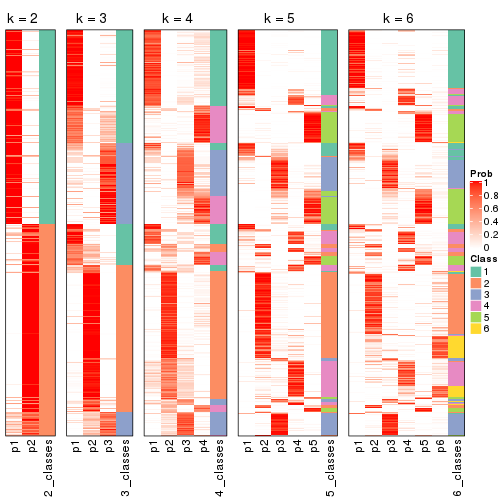 k = 2
k = 3
k = 4
k = 5
k = 6
p1
p2
2_classes
p1
p2
p3
3_classes
p1
p2
p3
p4
4_classes
p1
p2
p3
p4
p5
5_classes
p1
p2
p3
p4
p5
p6
6_classes
Prob
1
0.8
0.6
0.4
0.2
0
Class
1
2
3
4
5
6